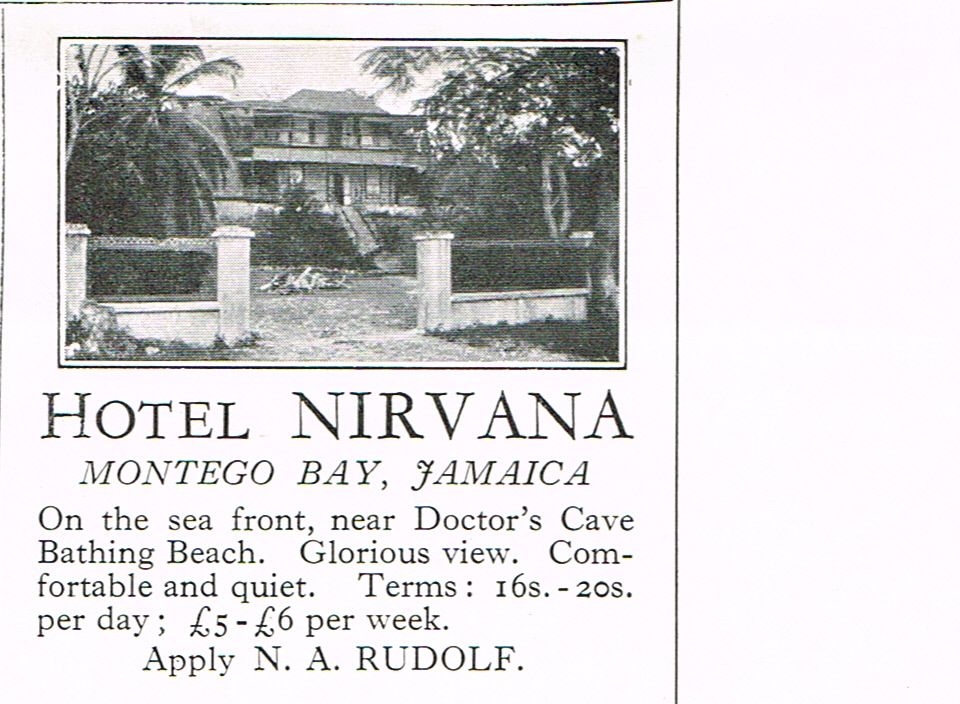 HOTEL NIRVANA
MONTEGO BAY, JAMAICA
On the sea front, near Doctor's Cave
Bathing Beach. Glorious view. Com-
fortable and quiet. Terms : 16s. - 20s.
per day ; £5 - £6 per week.
Apply N. A. RUDOLF.